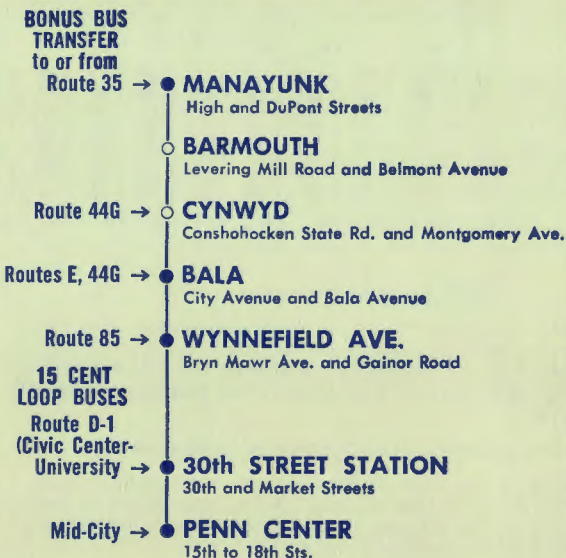 BONUS BUS
TRANSFER
to or from
Route 35 → MANAYUNK
High and DuPont Streets
BARMOUTH
Levering Mill Road and Belmont Avenue
Route 44G → CYNWYD
Conshohocken State Rd. and Montgomery Ave.
Routes E, 44G → BALA
City Avenue and Bala Avenue
Route 85 → WYNNEFIELD AVE.
Bryn Mawr Ave. and Gainor Road
15 CENT
LOOP BUSES
Route D-1
(Civic Center-
University → 30th STREET STATION
30th and Market Streets
Mid-City → PENN CENTER
15th to 18th Sts.